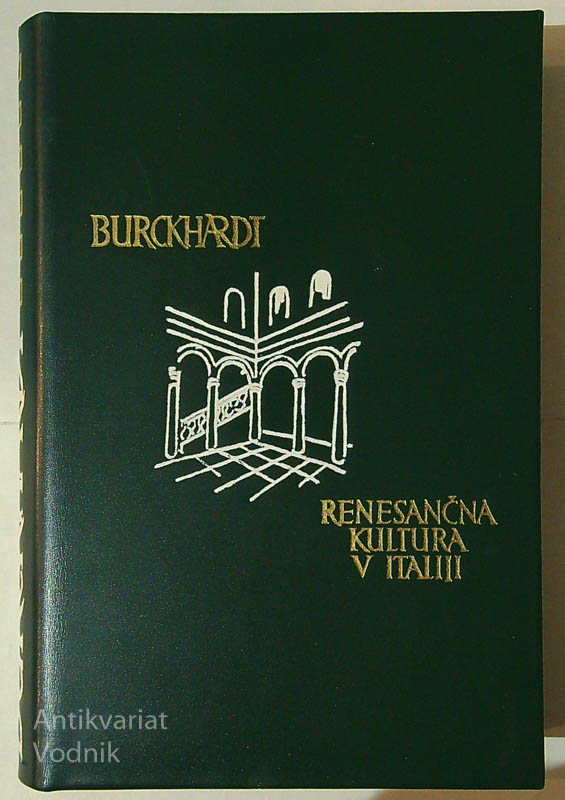 BURCKHARDT
RENESANČNA
KULTURA
V ITALIJI
Antikvariat
Vodnik